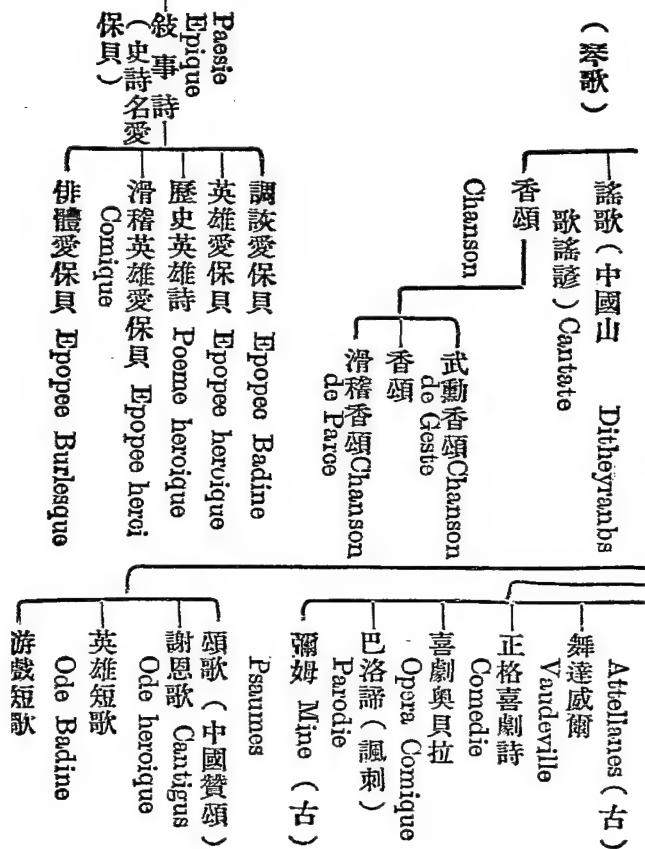 (琴歌)
謠歌(中國山 Ditheyranbs
歌謠諺)Cantate
香頌
Chanson
武勳香頌Chanson
de Geste
香頌
滑稽香頌Chanson
de Parce
Paesie
Epique
敍事詩
(史詩名愛
保貝)
調詼愛保貝 Epopec Badine
英雄愛保貝 Epopee heroique
歷史英雄詩 Poeme heroique
滑稽英雄愛保貝 Epopee heroi
Comique
俳體愛保貝 Epopee Burlesque
Attellanes(古)
舞達威爾
Vaudeville
正格喜劇詩
Comedie
喜劇奧貝拉
Opera Comique
巴洛諦(諷刺)
Parodie
彌姆 Mine (古)
Psaumes
頌歌(中國贊頌)
謝恩歌 Cantigus
Ode heroique
英雄短歌
Ode Badine
游戲短歌